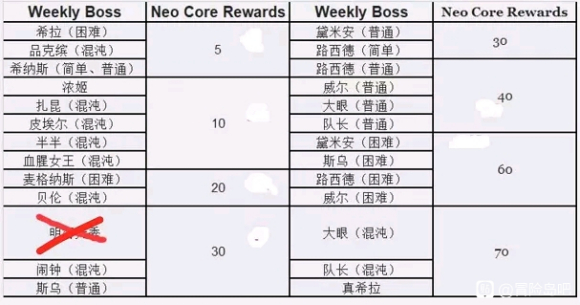 Weekly Boss Neo Core Rewards Weekly Boss Neo Core Rewards
希拉（困难） 5 黛米安（普通） 30
品克缤（混沌） 路西德（简单）
希纳斯（简单、普通） 路西德（普通） 40
浓姬 10 威尔（普通）
扎昆（混沌） 大眼（普通）
皮埃尔（混沌） 队长（普通）
半半（混沌） 黛米安（困难） 60
血腥女王（混沌） 斯乌（困难）
麦格纳斯（困难） 20 路西德（困难）
贝伦（混沌） 威尔（困难）
30 大眼（混沌） 70
闹钟（混沌） 队长（混沌）
斯乌（普通） 真希拉